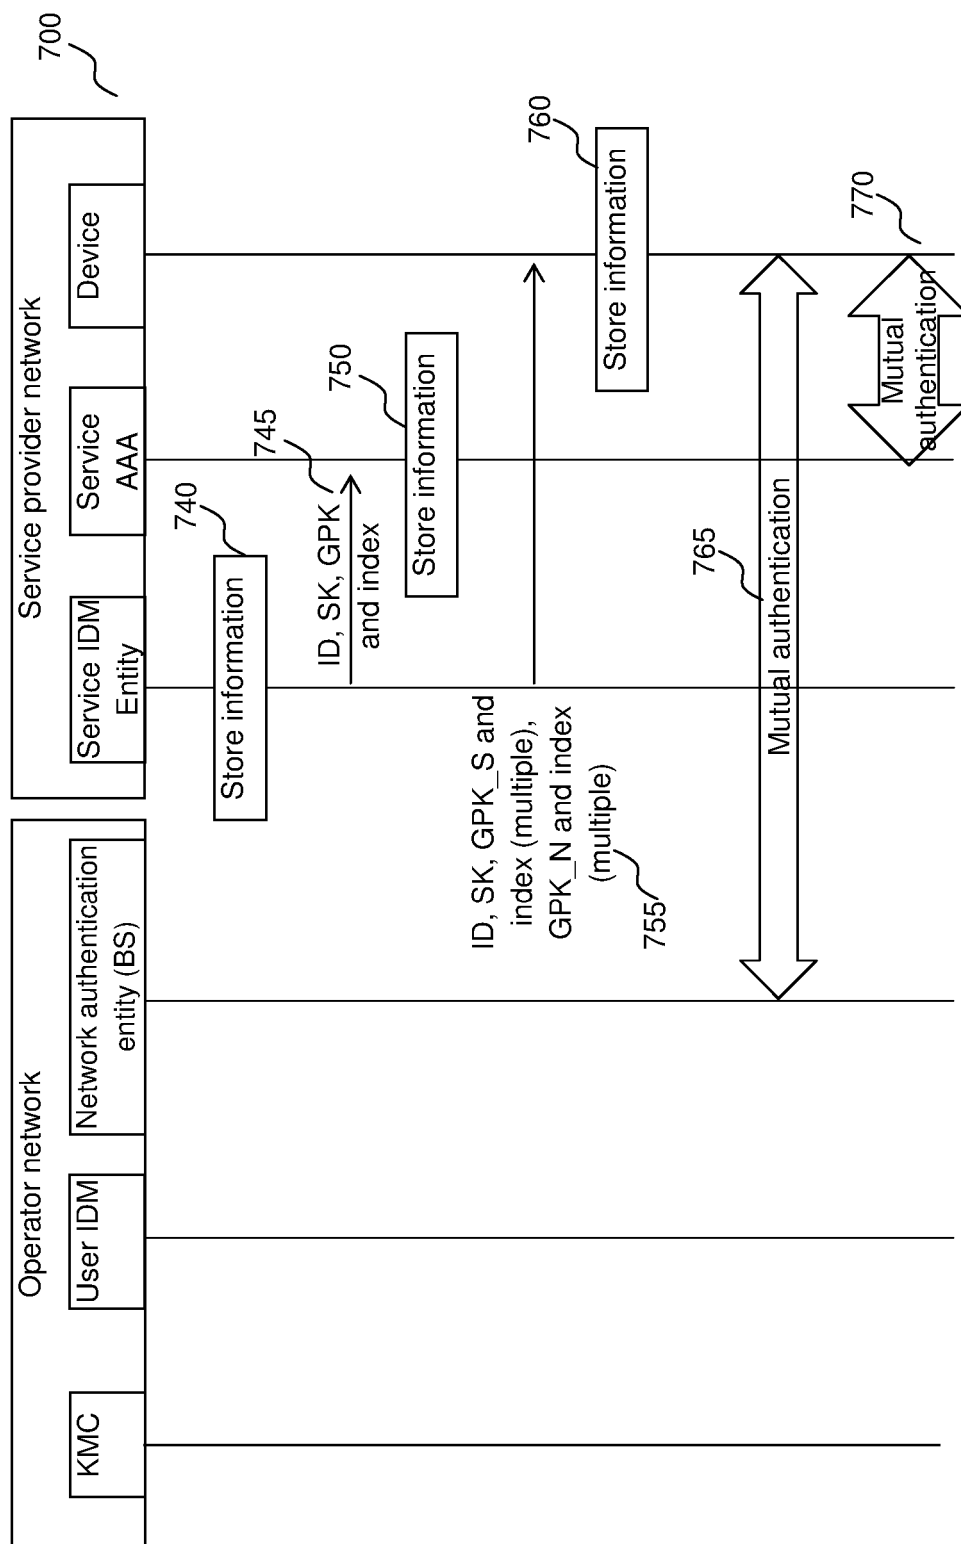 700
Operator network
Service provider network
KMC
User IDM
Network authentication
entity (BS)
Service IDM
Entity
Service
AAA
Device
740
Store information
745
ID, SK, GPK
and index
750
Store information
ID, SK, GPK_S and
index (multiple),
GPK_N and index
(multiple)
755
760
Store information
765
Mutual authentication
770
Mutual
authentication